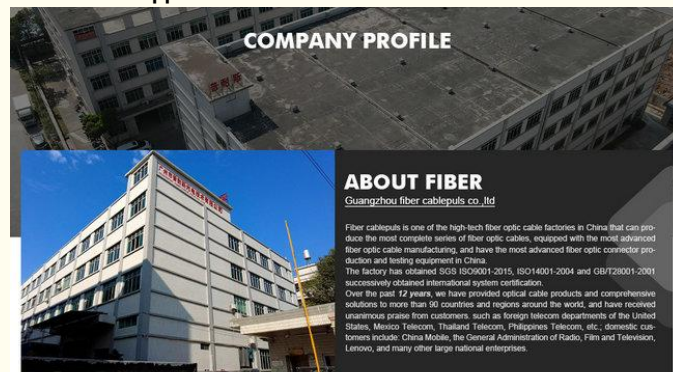 COMPANY PROFILE
ABOUT FIBER
Guangzhou fiber cablepuls co.,ltd
Fiber cablepuls is one of the high-tech fiber optic cable factories in China that can pro-
duce the most complete series of fiber optic cables, equipped with the most advanced
fiber optic cable manufacturing, and have the most advanced fiber optic connector pro-
duction and testing equipment in China.
The factory has obtained SGS ISO9001-2015, ISO14001-2004 and GB/T28001-2001
successively obtained international system certification.
Over the past 12 years, we have provided optical cable products and comprehensive
solutions to more than 90 countries and regions around the world, and have received
unanimous praise from customers. such as foreign telecom departments of the United
States, Mexico Telecom, Thailand Telecom, Philippines Telecom, etc.; domestic cus-
tomers include: China Mobile, the General Administration of Radio, Film and Television,
Lenovo, and many other large national enterprises.